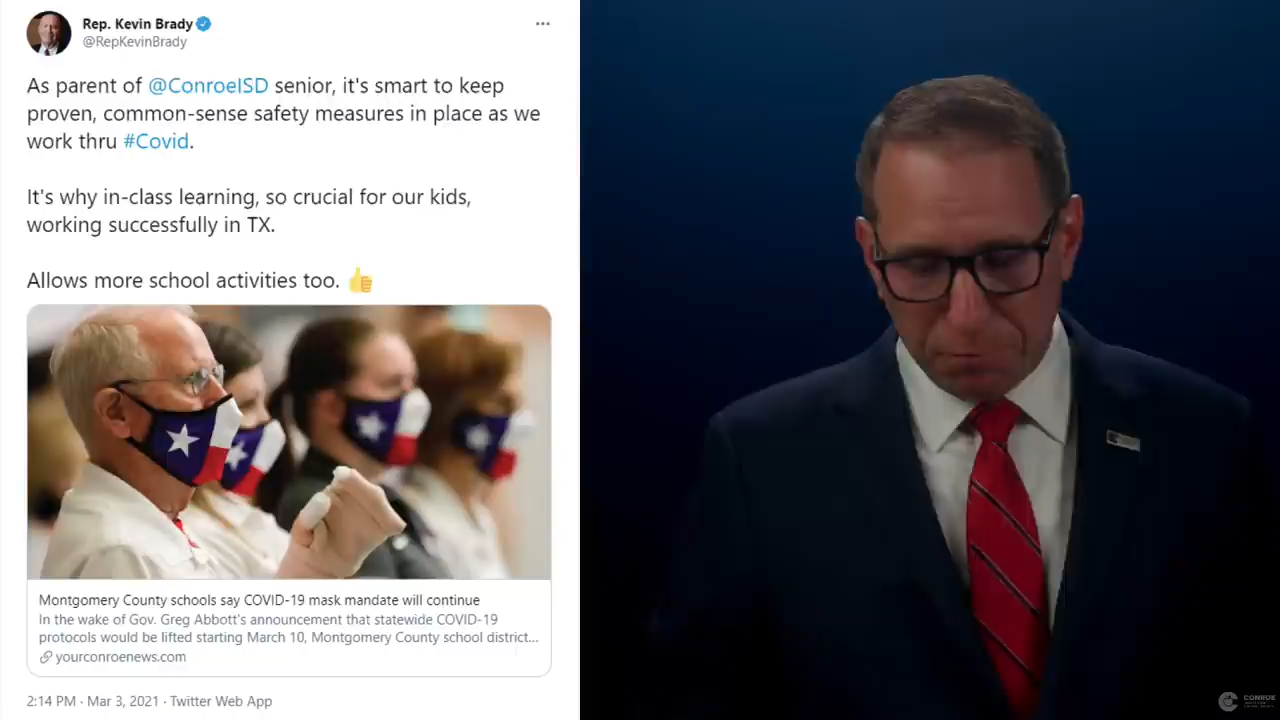 Rep. Kevin Brady
@RepKevinBrady
As parent of @ConroeISD senior, it's smart to keep
proven, common-sense safety measures in place as we
work thru #Covid.
It's why in-class learning, so crucial for our kids,
working successfully in TX.
Allows more school activities too. 👍
Montgomery County schools say COVID-19 mask mandate will continue
In the wake of Gov. Greg Abbott's announcement that statewide COVID-19
protocols would be lifted starting March 10, Montgomery County school district...
yourconroenews.com
2:14 PM · Mar 3, 2021 · Twitter Web App
CONROE